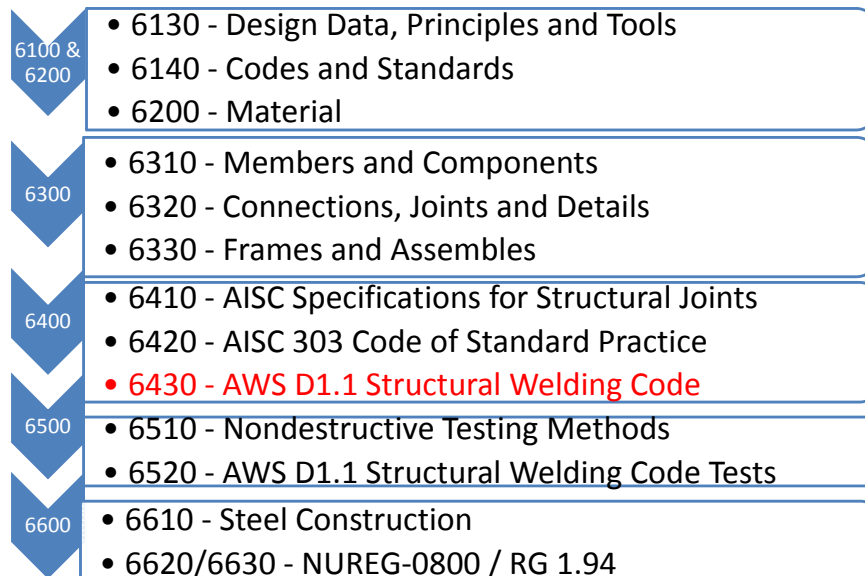 6100 &
6200
• 6130 - Design Data, Principles and Tools
• 6140 - Codes and Standards
• 6200 - Material
6300
• 6310 - Members and Components
• 6320 - Connections, Joints and Details
• 6330 - Frames and Assembles
6400
• 6410 - AISC Specifications for Structural Joints
• 6420 - AISC 303 Code of Standard Practice
• 6430 - AWS D1.1 Structural Welding Code
6500
• 6510 - Nondestructive Testing Methods
• 6520 - AWS D1.1 Structural Welding Code Tests
6600
• 6610 - Steel Construction
• 6620/6630 - NUREG-0800 / RG 1.94